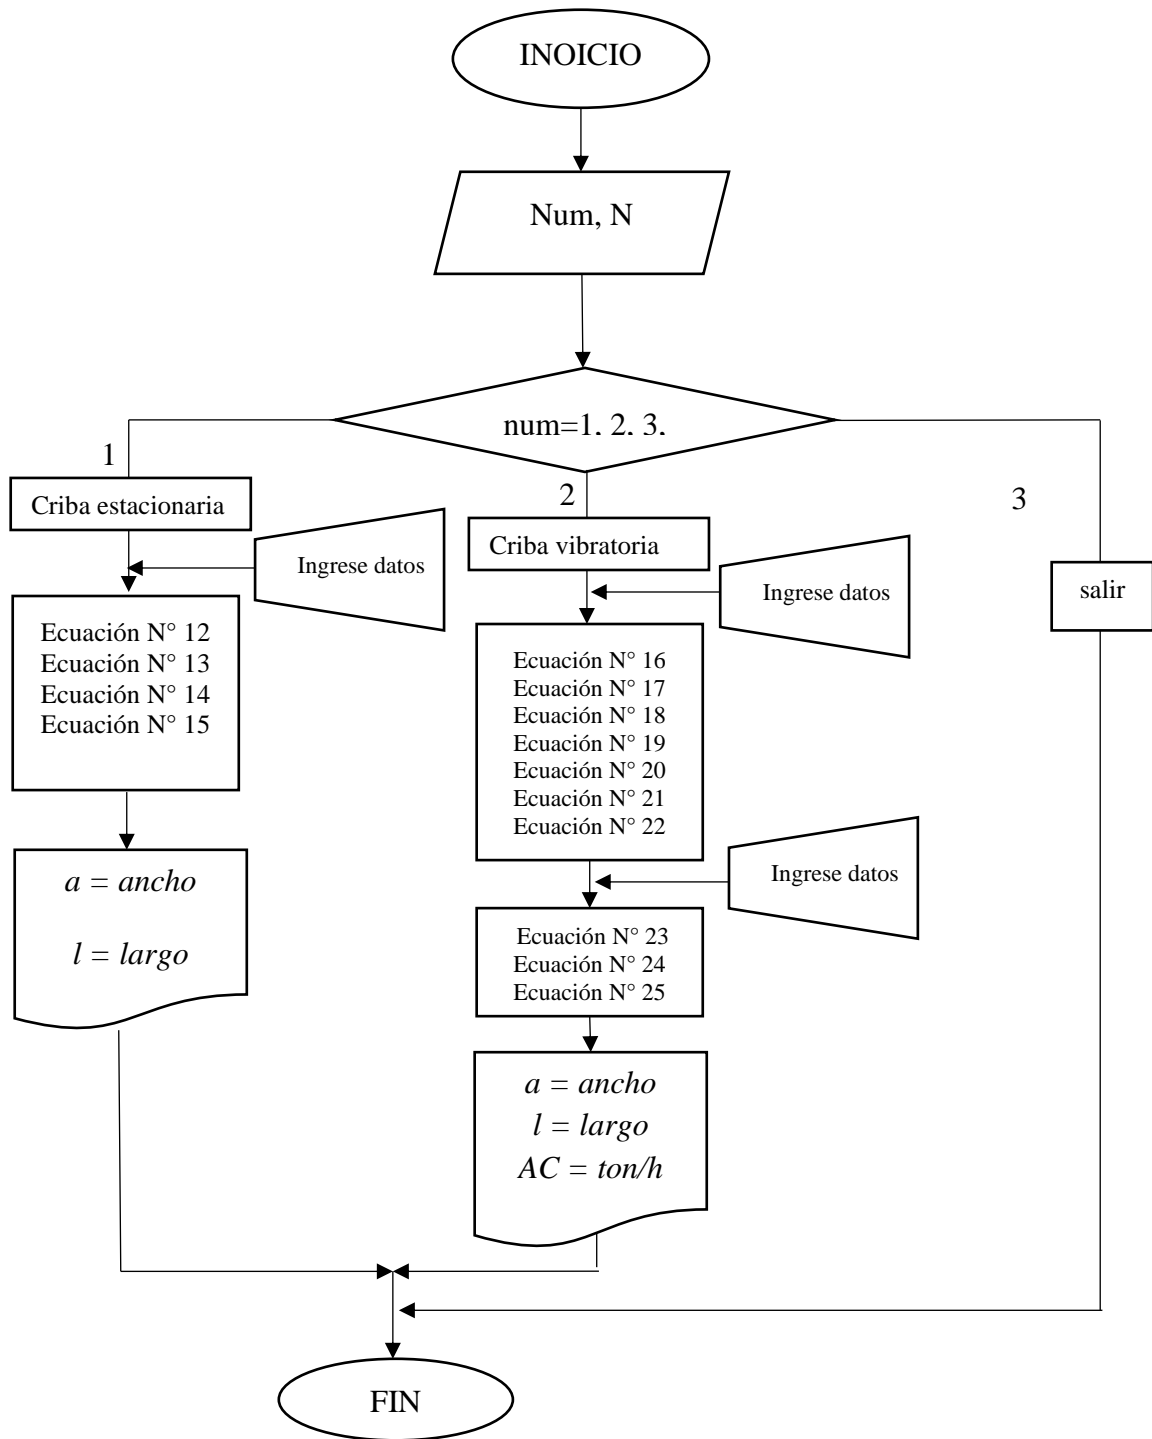 INOICIO
Num, N
num=1, 2, 3,
1
Criba estacionaria
Ingrese datos
Ecuación N° 12
Ecuación N° 13
Ecuación N° 14
Ecuación N° 15
a = ancho
l = largo
2
Criba vibratoria
Ingrese datos
Ecuación N° 16
Ecuación N° 17
Ecuación N° 18
Ecuación N° 19
Ecuación N° 20
Ecuación N° 21
Ecuación N° 22
Ingrese datos
Ecuación N° 23
Ecuación N° 24
Ecuación N° 25
a = ancho
l = largo
AC = ton/h
3
salir
FIN